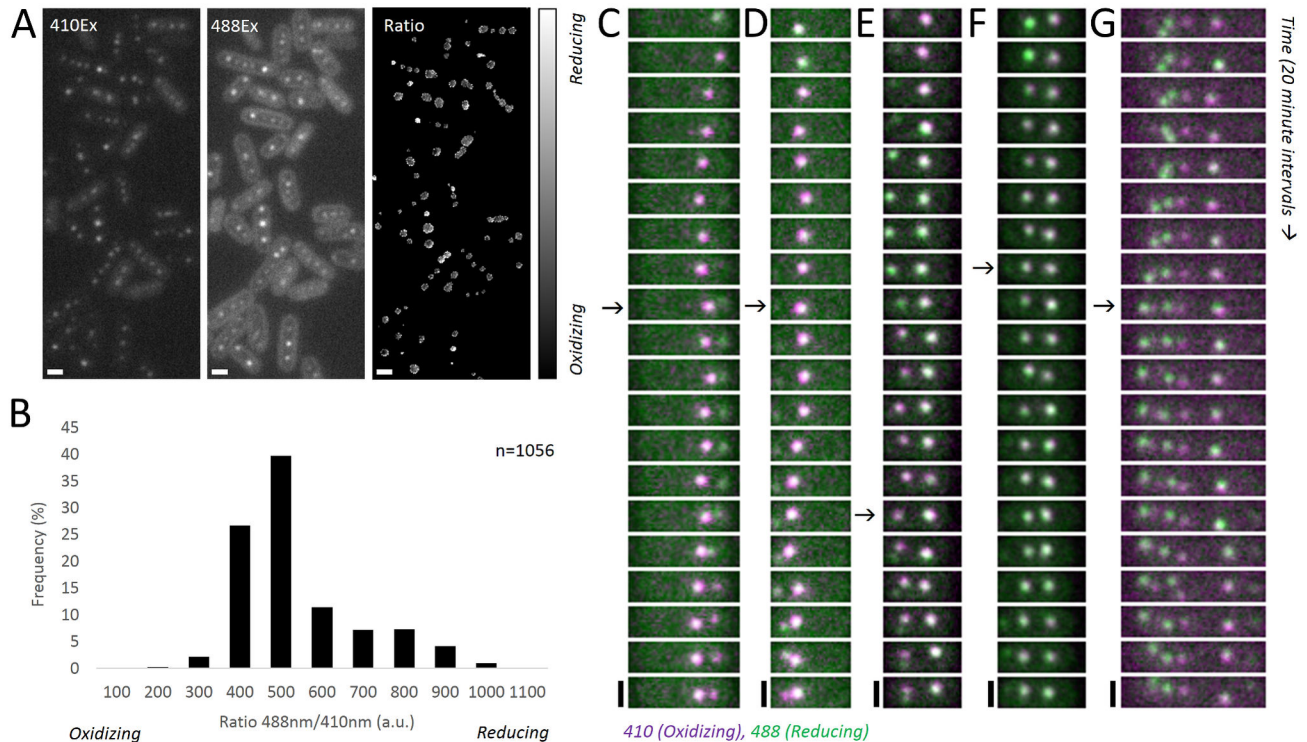 A
410Ex
488Ex
Ratio
Reducing
Oxidizing
B
45
40
35
30
25
20
15
10
5
0
Frequency (%)
n=1056
100 200 300 400 500 600 700 800 900 1000 1100
Oxidizing
Ratio 488nm/410nm (a.u.)
Reducing
C
→
D
→
E
→
F
→
G
→
Time (20 minute intervals →
410 (Oxidizing), 488 (Reducing)